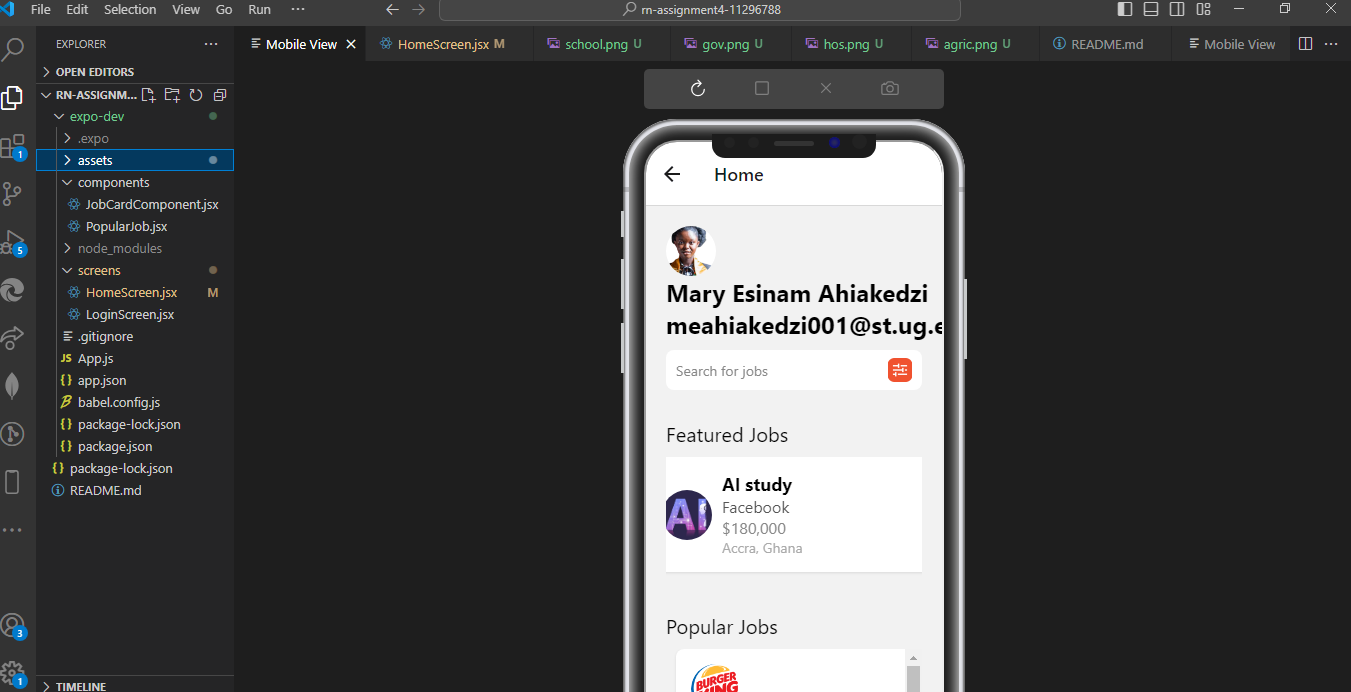 File Edit Selection View Go Run ···
rn-assignment4-11296788
EXPLORER ···
Mobile View
HomeScreen.jsx M
school.png U
gov.png U
hos.png U
agric.png U
README.md
Mobile View
OPEN EDITORS
RN-ASSIGNM...
expo-dev
.expo
assets
components
JobCardComponent.jsx
PopularJob.jsx
node_modules
screens
HomeScreen.jsx M
LoginScreen.jsx
.gitignore
JS App.js
{} app.json
babel.config.js
{} package-lock.json
{} package.json
{} package-lock.json
README.md
TIMELINE
1
5
3
1
Home
Mary Esinam Ahiakedzi
meahiakedzi001@st.ug.e
Search for jobs
Featured Jobs
AI
AI study
Facebook
$180,000
Accra, Ghana
Popular Jobs
BURGER
KING